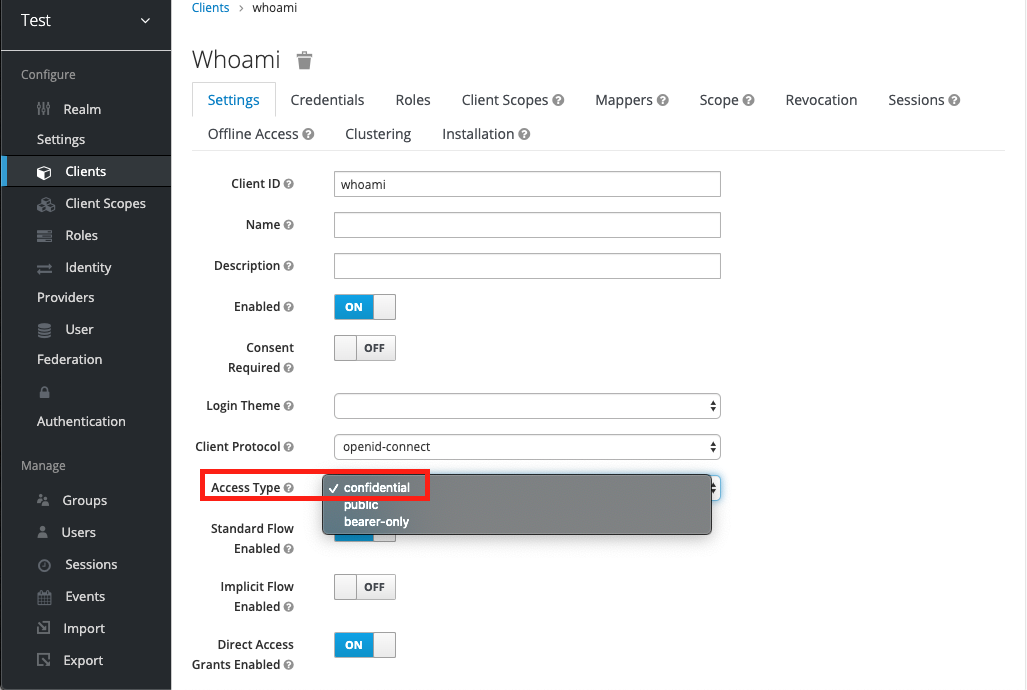 Test
Configure
Realm
Settings
Clients
Client Scopes
Roles
Identity
Providers
User
Federation
Authentication
Manage
Groups
Users
Sessions
Events
Import
Export
Clients › whoami
Whoami
Settings Credentials Roles Client Scopes ? Mappers ? Scope ? Revocation Sessions ?
Offline Access ? Clustering Installation ?
Client ID ? whoami
Name ?
Description ?
Enabled ? ON
Consent
Required ? OFF
Login Theme ?
Client Protocol ? openid-connect
Access Type ? ✓ confidential
public
bearer-only
Standard Flow
Enabled ?
Implicit Flow
Enabled ? OFF
Direct Access
Grants Enabled ? ON